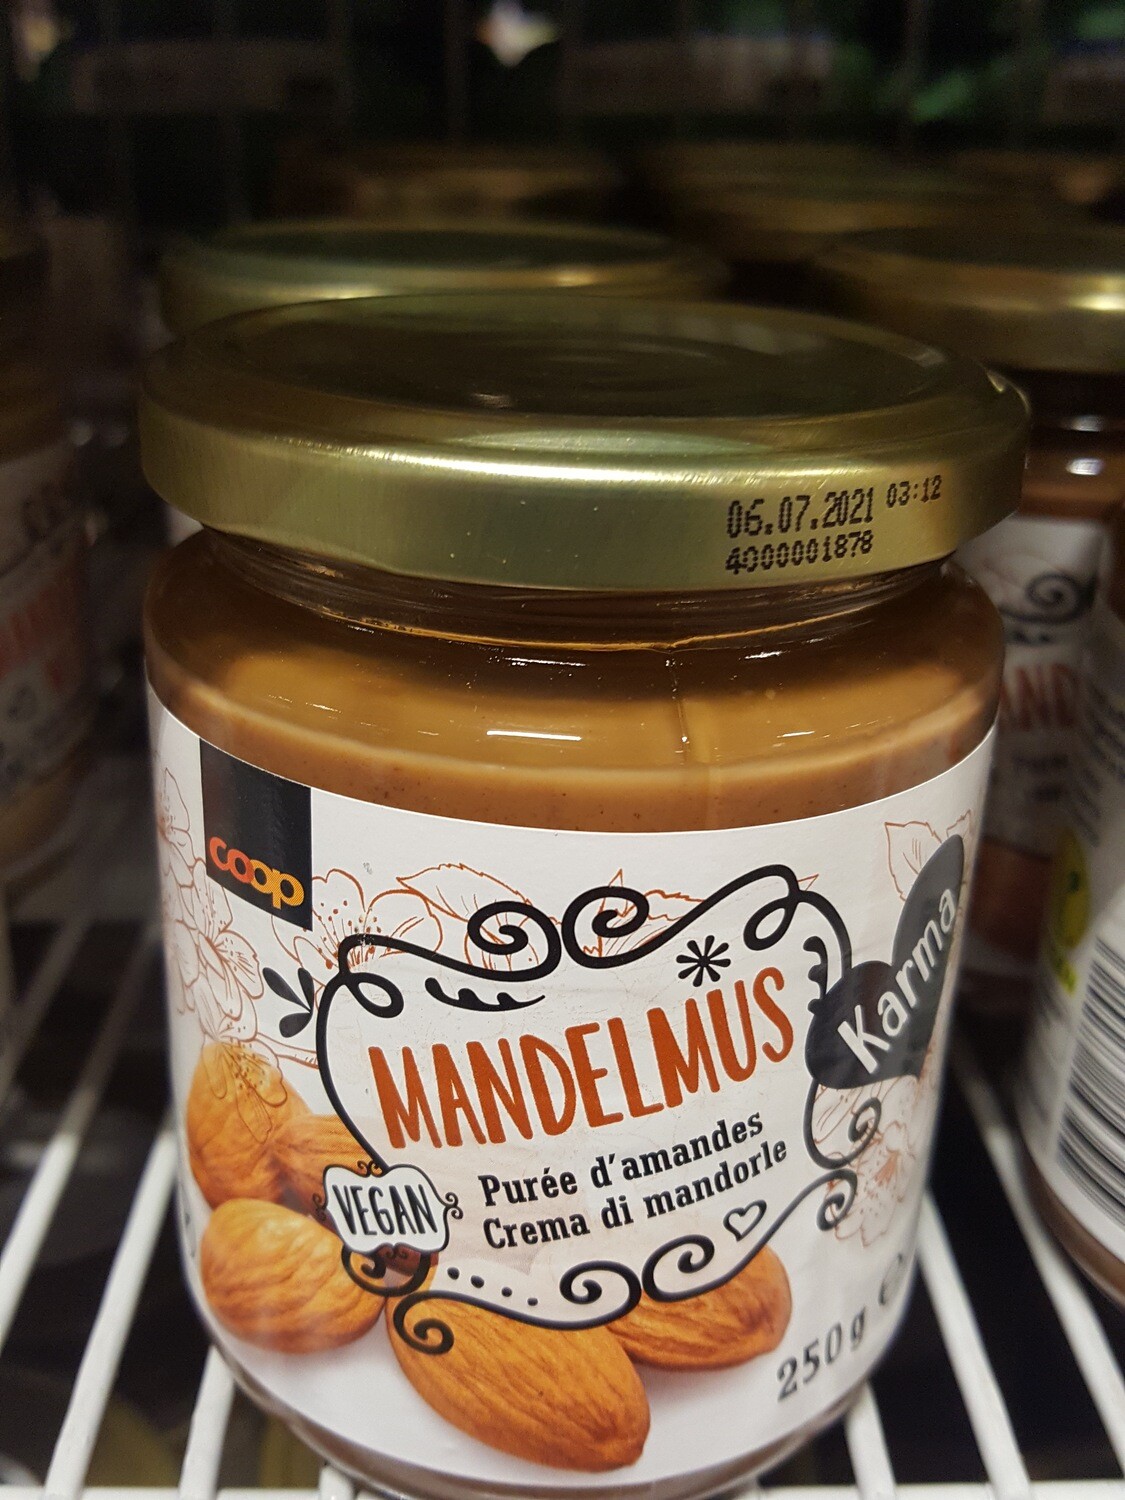 06.07.2021 03:12
4000001878
coop
Karma
MANDELMUS
Purée d'amandes
Crema di mandorle
VEGAN
250g e